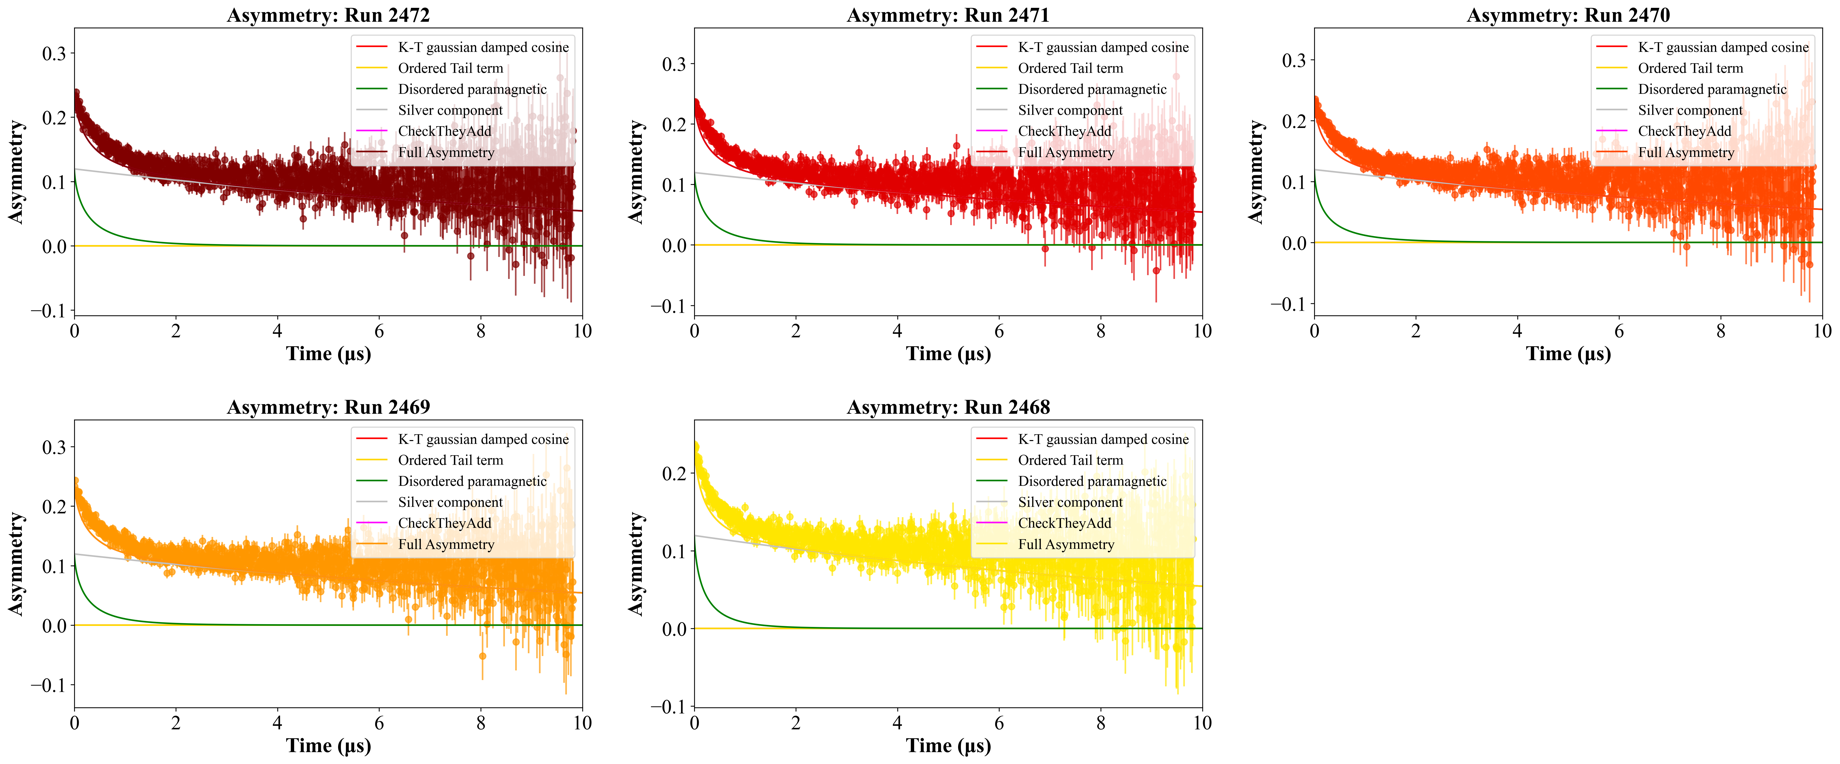 Asymmetry: Run 2472
0.3
0.2
0.1
0.0
−0.1
Asymmetry
K-T gaussian damped cosine
Ordered Tail term
Disordered paramagnetic
Silver component
CheckTheyAdd
Full Asymmetry
0 2 4 6 8 10
Time (μs)
Asymmetry: Run 2471
0.3
0.2
0.1
0.0
−0.1
Asymmetry
K-T gaussian damped cosine
Ordered Tail term
Disordered paramagnetic
Silver component
CheckTheyAdd
Full Asymmetry
0 2 4 6 8 10
Time (μs)
Asymmetry: Run 2470
0.3
0.2
0.1
0.0
−0.1
Asymmetry
K-T gaussian damped cosine
Ordered Tail term
Disordered paramagnetic
Silver component
CheckTheyAdd
Full Asymmetry
0 2 4 6 8 10
Time (μs)
Asymmetry: Run 2469
0.3
0.2
0.1
0.0
−0.1
Asymmetry
K-T gaussian damped cosine
Ordered Tail term
Disordered paramagnetic
Silver component
CheckTheyAdd
Full Asymmetry
0 2 4 6 8 10
Time (μs)
Asymmetry: Run 2468
0.2
0.1
0.0
−0.1
Asymmetry
K-T gaussian damped cosine
Ordered Tail term
Disordered paramagnetic
Silver component
CheckTheyAdd
Full Asymmetry
0 2 4 6 8 10
Time (μs)